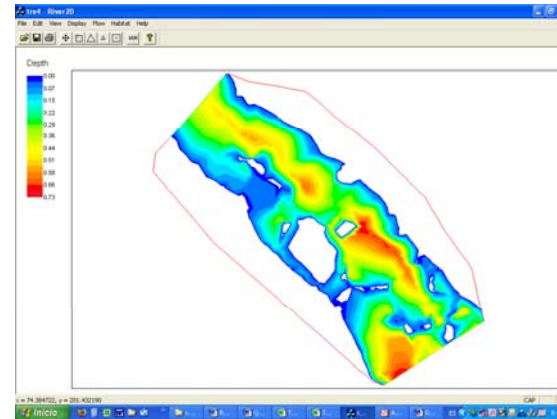 tre4 - River2D
File Edit View Display Flow Habitat Help
Depth
0.00
0.07
0.15
0.22
0.29
0.36
0.44
0.51
0.58
0.66
0.73
x = 74.384722, y = 201.432190
CAP
Inicio